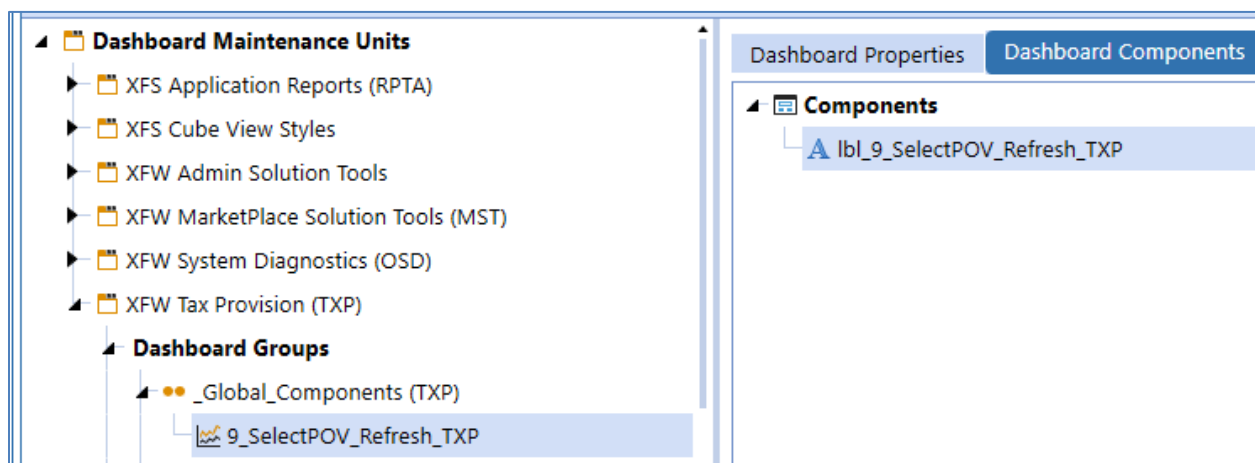 Dashboard Maintenance Units
XFS Application Reports (RPTA)
XFS Cube View Styles
XFW Admin Solution Tools
XFW MarketPlace Solution Tools (MST)
XFW System Diagnostics (OSD)
XFW Tax Provision (TXP)
Dashboard Groups
_Global_Components (TXP)
9_SelectPOV_Refresh_TXP
Dashboard Properties
Dashboard Components
Components
lbl_9_SelectPOV_Refresh_TXP